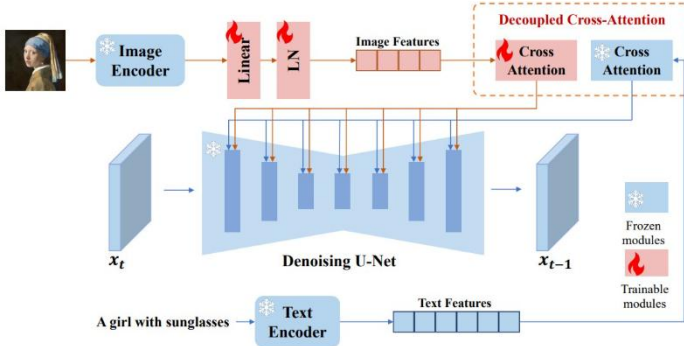 Decoupled Cross-Attention
Image
Encoder
Linear
LN
Image Features
Cross
Attention
Cross
Attention
x_t
Denoising U-Net
x_{t-1}
Frozen
modules
Trainable
modules
A girl with sunglasses
Text
Encoder
Text Features